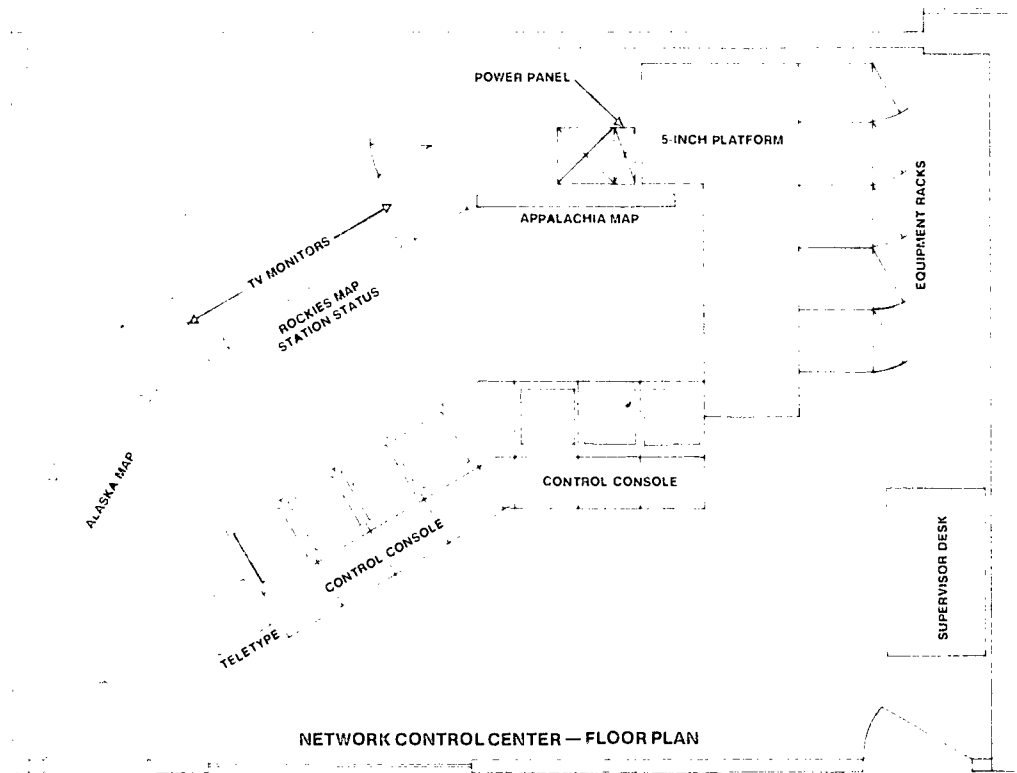 POWER PANEL
5-INCH PLATFORM
APPALACHIA MAP
EQUIPMENT RACKS
TV MONITORS
ROCKIES MAP
STATION STATUS
ALASKA MAP
CONTROL CONSOLE
CONTROL CONSOLE
TELETYPE
SUPERVISOR DESK
NETWORK CONTROL CENTER — FLOOR PLAN